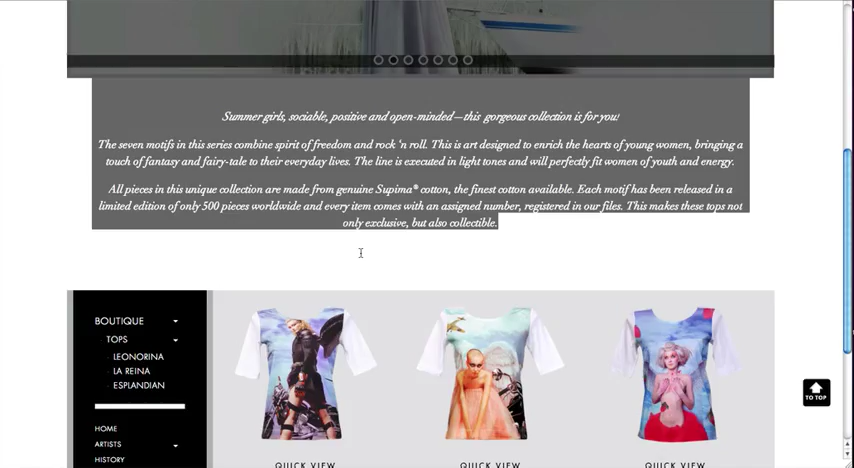 Summer girls, sociable, positive and open-minded—this gorgeous collection is for you!
The seven motifs in this series combine spirit of freedom and rock ‘n roll. This is art designed to enrich the hearts of young women, bringing a
touch of fantasy and fairy-tale to their everyday lives. The line is executed in light tones and will perfectly fit women of youth and energy.
All pieces in this unique collection are made from genuine Supima® cotton, the finest cotton available. Each motif has been released in a
limited edition of only 500 pieces worldwide and every item comes with an assigned number, registered in our files. This makes these tops not
only exclusive, but also collectible.
BOUTIQUE
TOPS
LEONORINA
LA REINA
ESPLANDIAN
HOME
ARTISTS
HISTORY
QUICK VIEW
QUICK VIEW
QUICK VIEW
TO TOP